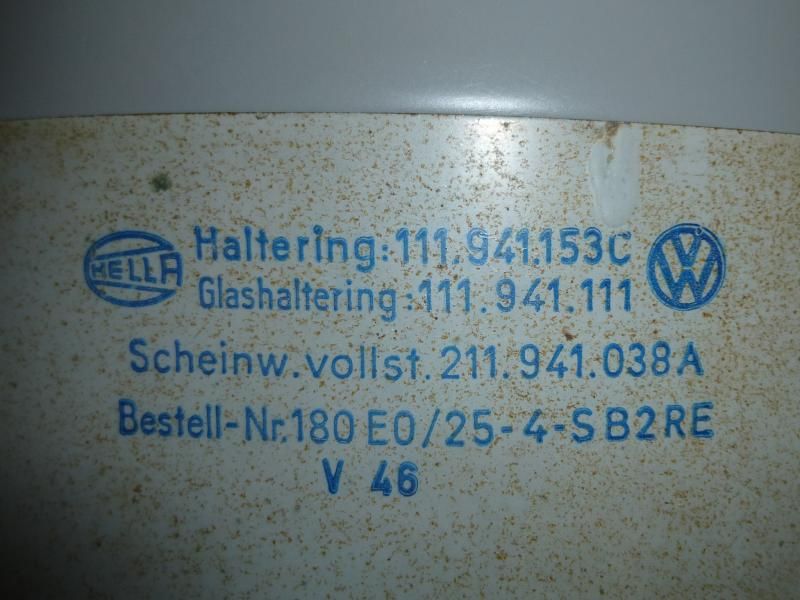 HELLA Haltering: 111.941.153C VW
Glashaltering: 111.941.111
Scheinw. vollst. 211.941.038A
Bestell-Nr. 180 E0/25-4-SB2RE
V 46